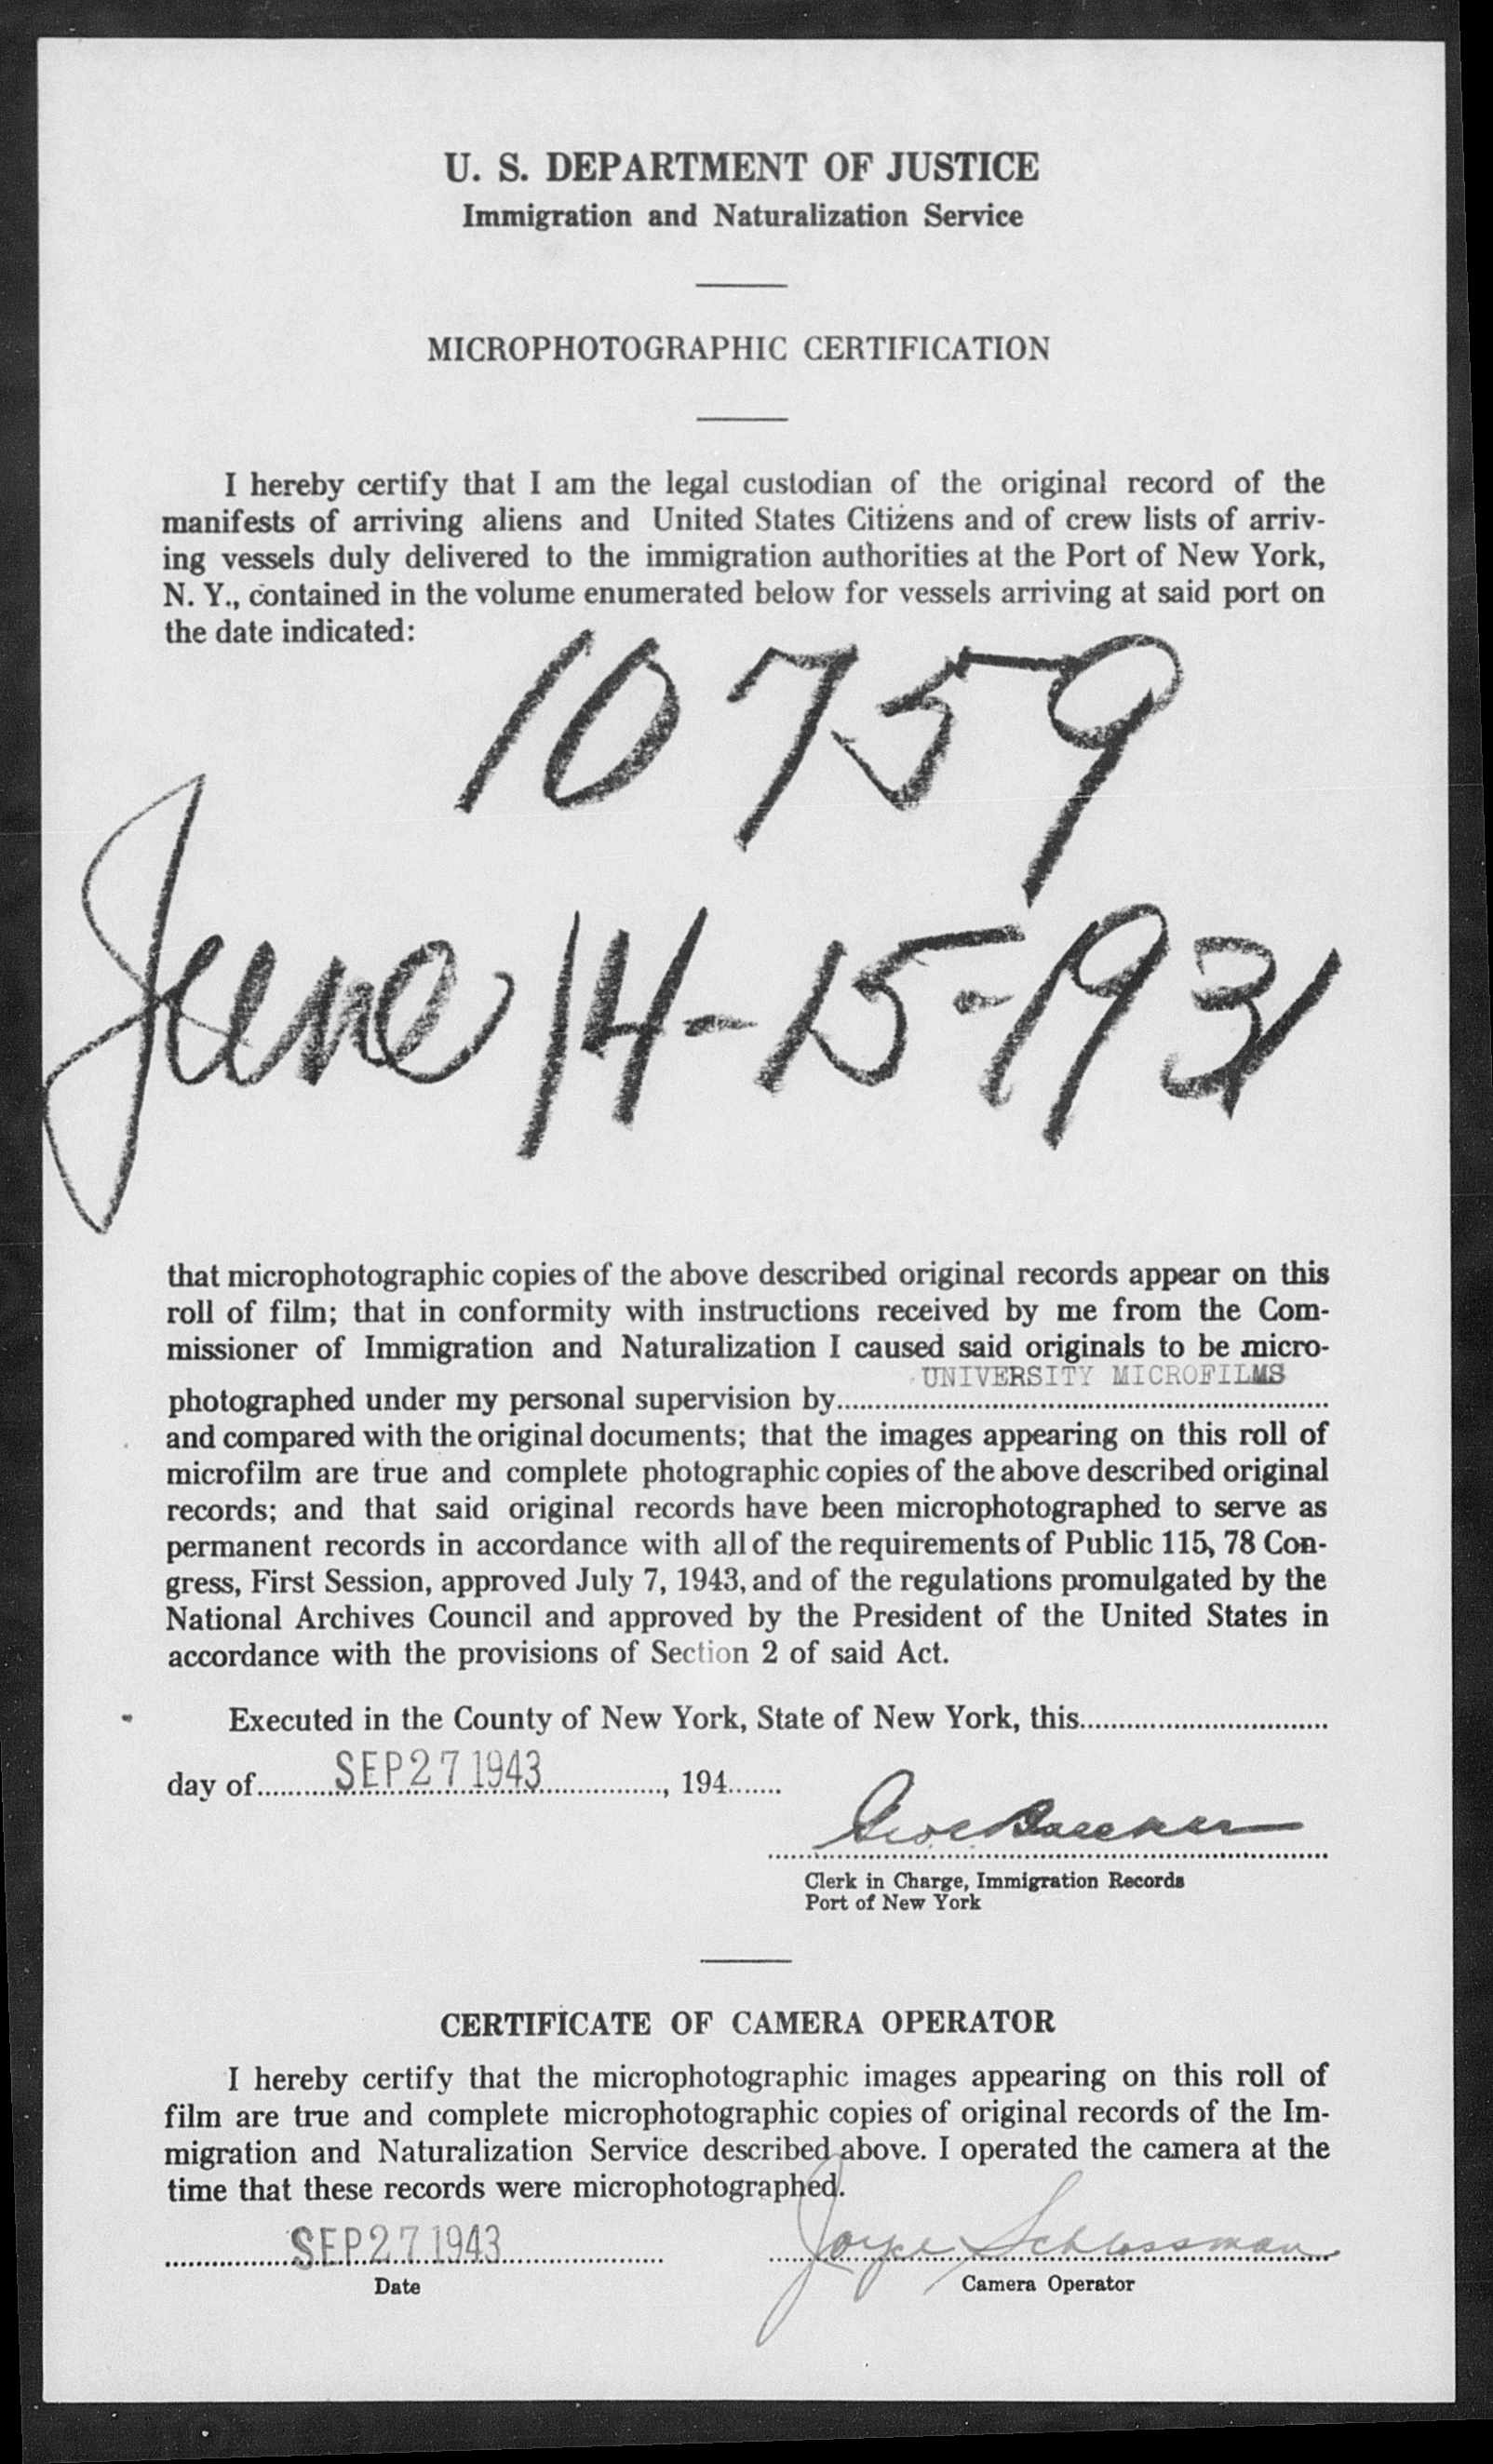 U. S. DEPARTMENT OF JUSTICE
Immigration and Naturalization Service
MICROPHOTOGRAPHIC CERTIFICATION
I hereby certify that I am the legal custodian of the original record of the
manifests of arriving aliens and United States Citizens and of crew lists of arriv-
ing vessels duly delivered to the immigration authorities at the Port of New York,
N. Y., contained in the volume enumerated below for vessels arriving at said port on
the date indicated:
10759
June 14-15-1931
that microphotographic copies of the above described original records appear on this
roll of film; that in conformity with instructions received by me from the Com-
missioner of Immigration and Naturalization I caused said originals to be micro-
UNIVERSITY MICROFILMS
photographed under my personal supervision by
and compared with the original documents; that the images appearing on this roll of
microfilm are true and complete photographic copies of the above described original
records; and that said original records have been microphotographed to serve as
permanent records in accordance with all of the requirements of Public 115, 78 Con-
gress, First Session, approved July 7, 1943, and of the regulations promulgated by the
National Archives Council and approved by the President of the United States in
accordance with the provisions of Section 2 of said Act.
Executed in the County of New York, State of New York, this
day of SEP 27 1943, 194
Clerk in Charge, Immigration Records
Port of New York
CERTIFICATE OF CAMERA OPERATOR
I hereby certify that the microphotographic images appearing on this roll of
film are true and complete microphotographic copies of original records of the Im-
migration and Naturalization Service described above. I operated the camera at the
time that these records were microphotographed.
SEP 27 1943 Joyce Schlossman
Date Camera Operator